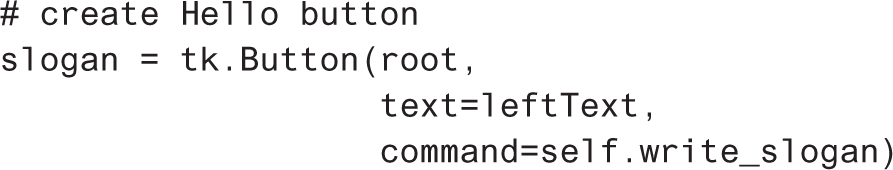 # create Hello button
slogan = tk.Button(root,
                   text=leftText,
                   command=self.write_slogan)